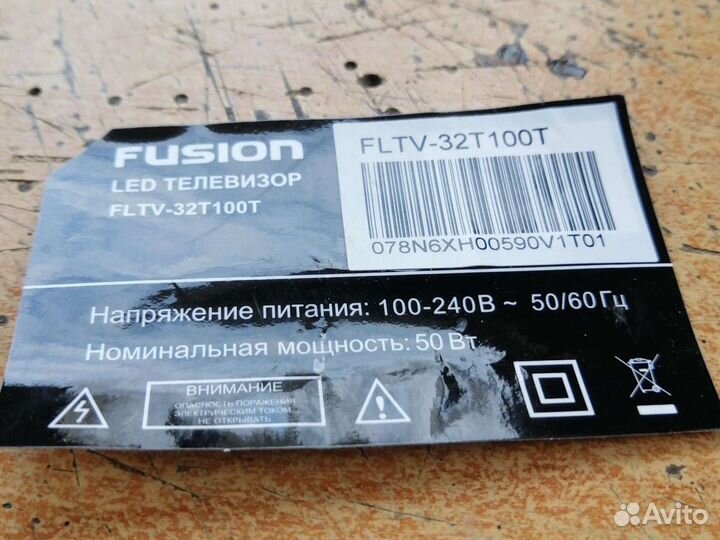 FUSION
LED ТЕЛЕВИЗОР
FLTV-32T100T
FLTV-32T100T
078N6XH00590V1T01
Напряжение питания: 100-240В ~ 50/60Гц
Номинальная мощность: 50 Вт
ВНИМАНИЕ
ОПАСНОСТЬ ПОРАЖЕНИЯ
ЭЛЕКТРИЧЕСКИМ ТОКОМ
НЕ ОТКРЫВАТЬ
Avito